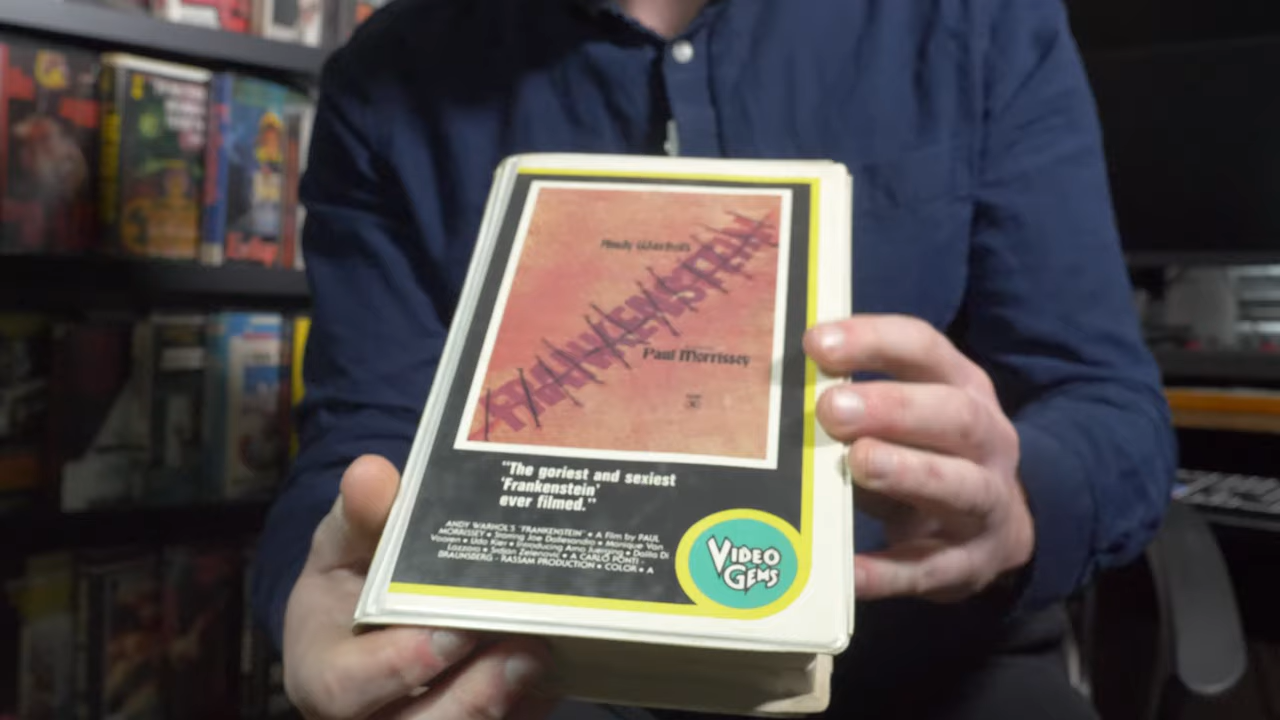 Andy Warhol's
FRANKENSTEIN
Paul Morrissey
"The goriest and sexiest
'Frankenstein'
ever filmed."
ANDY WARHOL'S "FRANKENSTEIN" • A Film by PAUL
MORRISSEY • Starring Joe Dallesandro • Monique Van
Vooren • Udo Kier • Introducing Arno Juerging • Dalila Di
Lazzaro • Srdjan Zelenovic • A CARLO PONTI -
BRAUNSBERG - RASSAM PRODUCTION • COLOR • A
VIDEO
GEMS